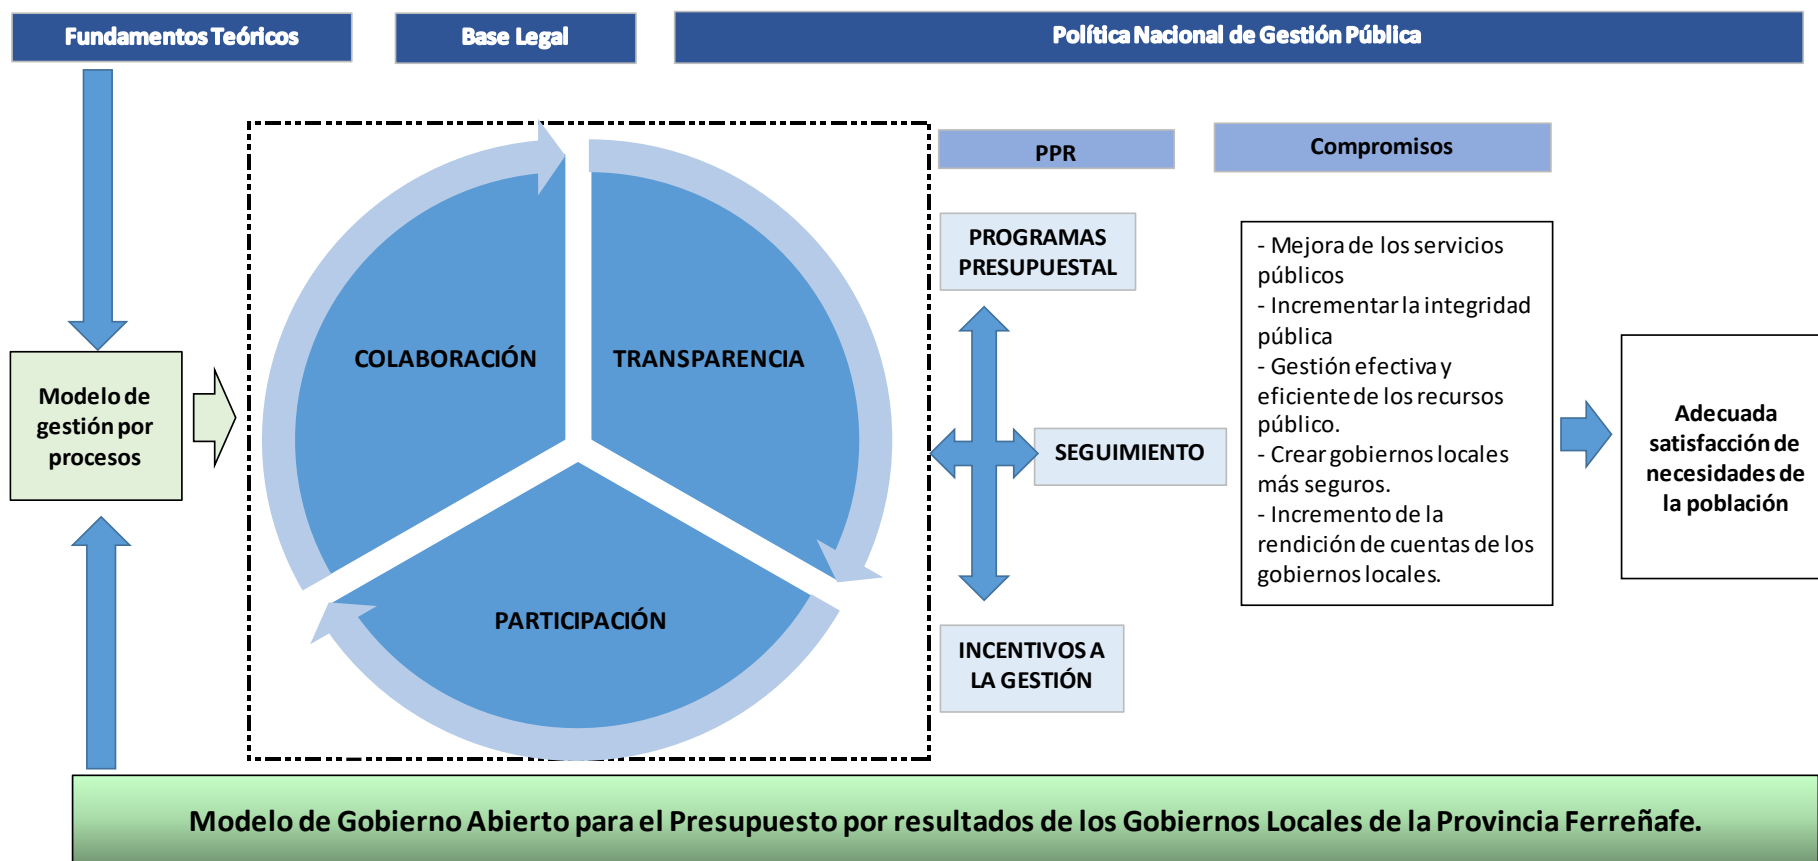 Fundamentos Teóricos
Base Legal
Política Nacional de Gestión Pública
PPR
Compromisos
PROGRAMAS
PRESUPUESTAL
- Mejora de los servicios
públicos
- Incrementar la integridad
pública
- Gestión efectiva y
eficiente de los recursos
público.
- Crear gobiernos locales
más seguros.
- Incremento de la
rendición de cuentas de los
gobiernos locales.
COLABORACIÓN
TRANSPARENCIA
Modelo de
gestión por
procesos
SEGUIMIENTO
Adecuada
satisfacción de
necesidades de
la población
PARTICIPACIÓN
INCENTIVOS A
LA GESTIÓN
Modelo de Gobierno Abierto para el Presupuesto por resultados de los Gobiernos Locales de la Provincia Ferreñafe.